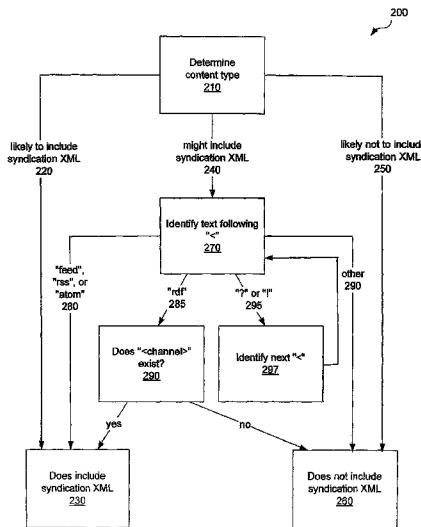 200
Determine
content type
210
likely to include
syndication XML
220
might include
syndication XML
240
likely not to include
syndication XML
250
Identify text following
"<"
270
"feed",
"rss", or
"atom"
280
"rdf"
285
"?" or "!"
295
other
290
Does "<channel>"
exist?
290
Identify next "<"
297
yes
no
Does include
syndication XML
230
Does not include
syndication XML
260